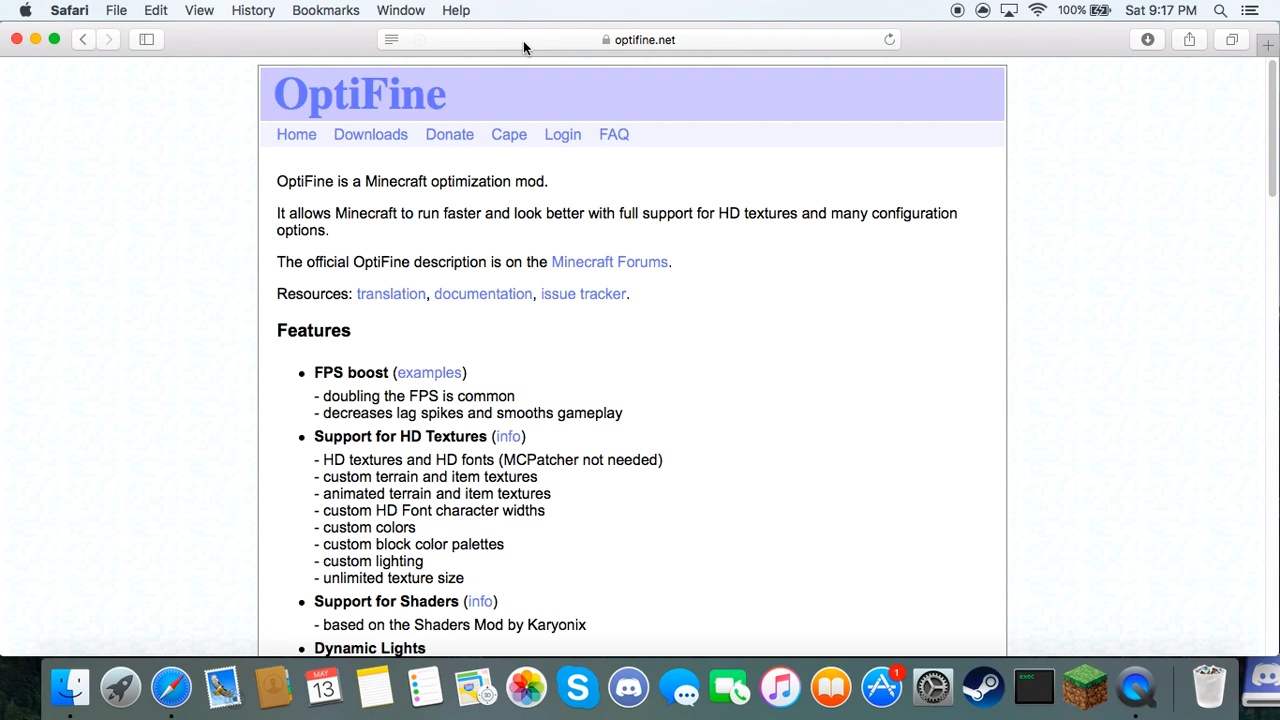 Safari File Edit View History Bookmarks Window Help 100% Sat 9:17 PM
optifine.net
OptiFine
Home Downloads Donate Cape Login FAQ
OptiFine is a Minecraft optimization mod.
It allows Minecraft to run faster and look better with full support for HD textures and many configuration
options.
The official OptiFine description is on the Minecraft Forums.
Resources: translation, documentation, issue tracker.
Features
• FPS boost (examples)
- doubling the FPS is common
- decreases lag spikes and smooths gameplay
• Support for HD Textures (info)
- HD textures and HD fonts (MCPatcher not needed)
- custom terrain and item textures
- animated terrain and item textures
- custom HD Font character widths
- custom colors
- custom block color palettes
- custom lighting
- unlimited texture size
• Support for Shaders (info)
- based on the Shaders Mod by Karyonix
• Dynamic Lights
MAY
13
1
exec